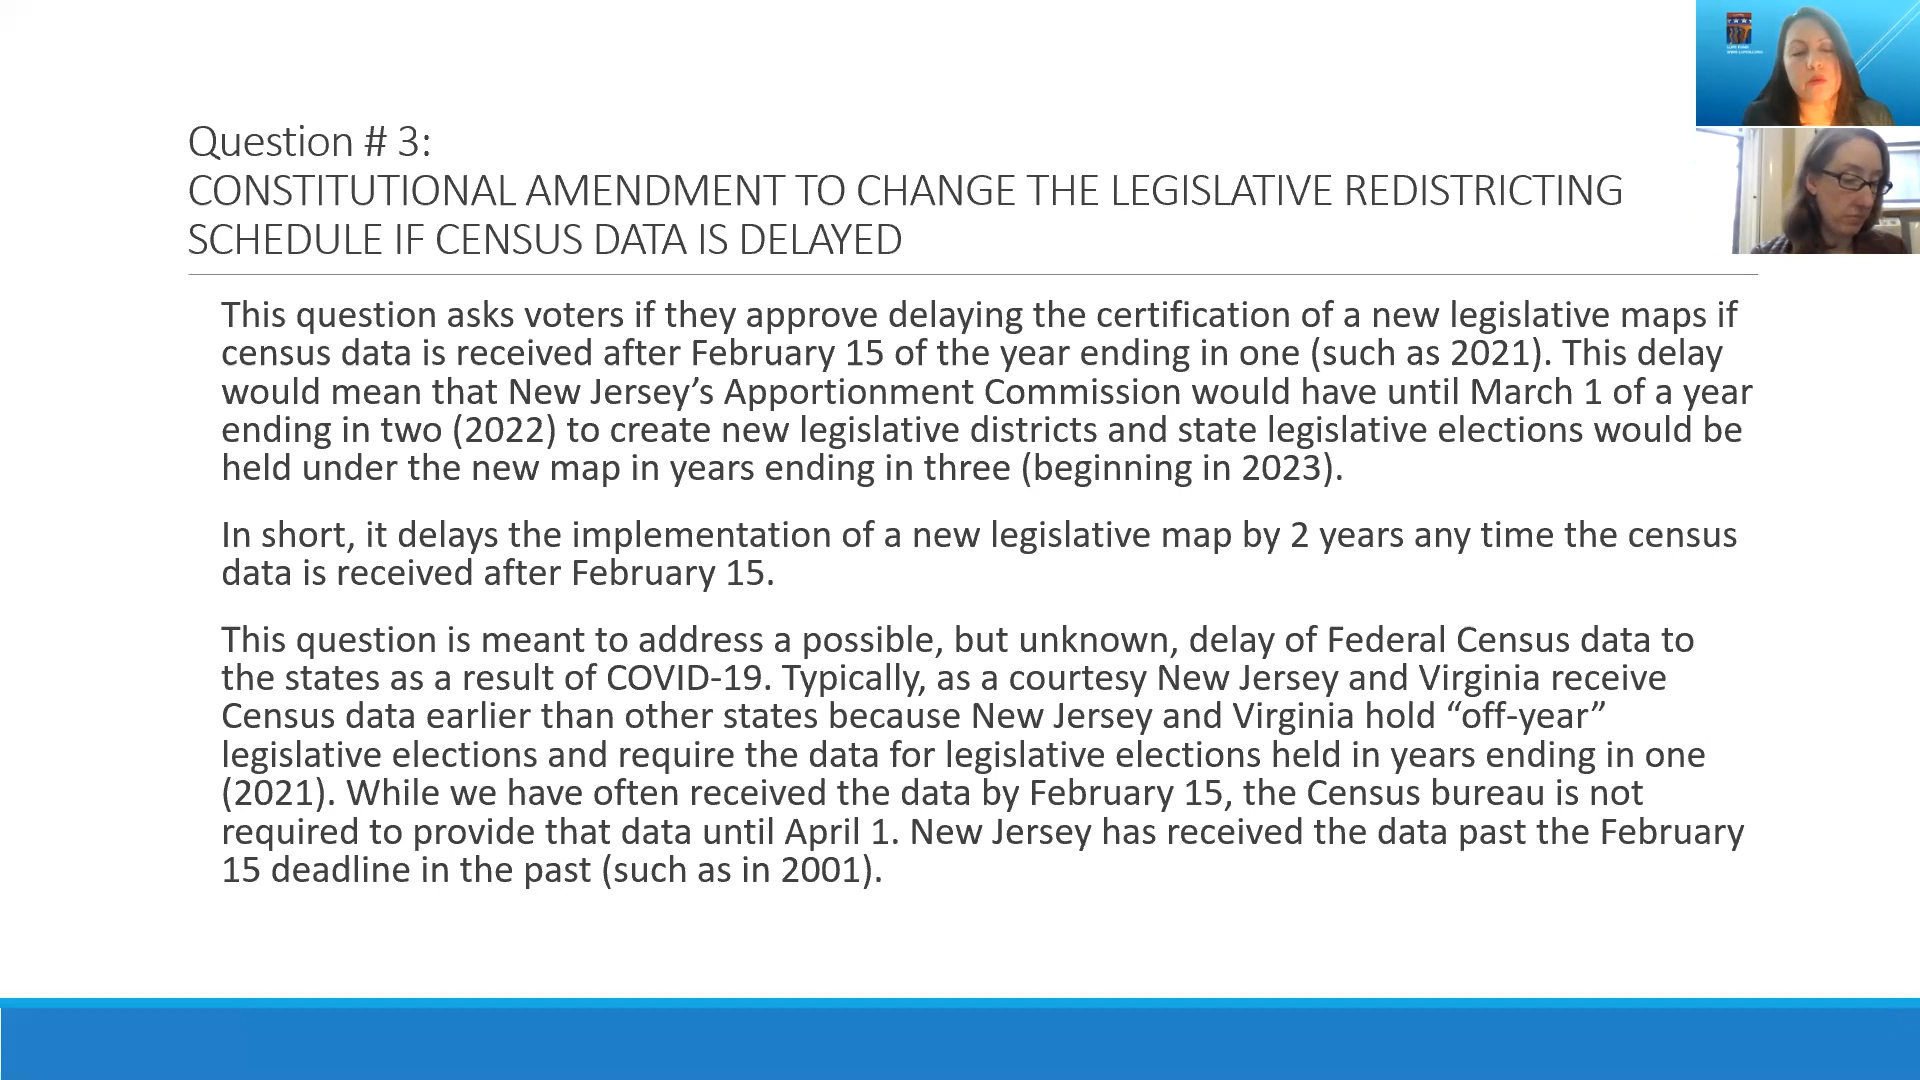 Question # 3:
CONSTITUTIONAL AMENDMENT TO CHANGE THE LEGISLATIVE REDISTRICTING
SCHEDULE IF CENSUS DATA IS DELAYED
This question asks voters if they approve delaying the certification of a new legislative maps if
census data is received after February 15 of the year ending in one (such as 2021). This delay
would mean that New Jersey’s Apportionment Commission would have until March 1 of a year
ending in two (2022) to create new legislative districts and state legislative elections would be
held under the new map in years ending in three (beginning in 2023).
In short, it delays the implementation of a new legislative map by 2 years any time the census
data is received after February 15.
This question is meant to address a possible, but unknown, delay of Federal Census data to
the states as a result of COVID-19. Typically, as a courtesy New Jersey and Virginia receive
Census data earlier than other states because New Jersey and Virginia hold “off-year”
legislative elections and require the data for legislative elections held in years ending in one
(2021). While we have often received the data by February 15, the Census bureau is not
required to provide that data until April 1. New Jersey has received the data past the February
15 deadline in the past (such as in 2001).